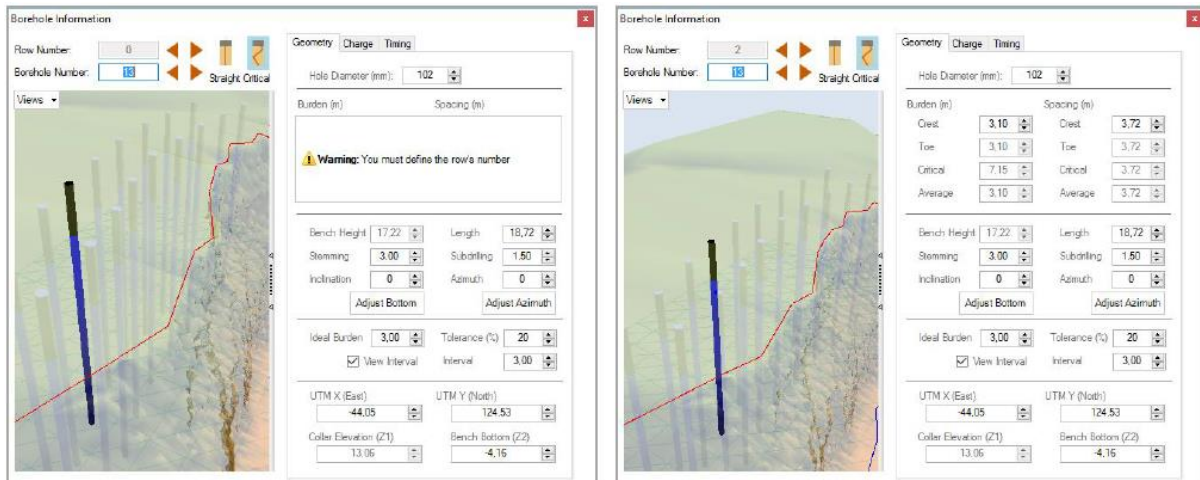 Borehole Information
x
Row Number: 0
Borehole Number: 13
Straight Critical
Views
Geometry Charge Timing
Hole Diameter (mm): 102
Burden (m) Spacing (m)
Warning: You must define the row's number
Bench Height 17,22 Length 18,72
Stemming 3.00 Subdrilling 1.50
Inclination 0 Azimuth 0
Adjust Bottom Adjust Azimuth
Ideal Burden 3,00 Tolerance (%) 20
View Interval Interval 3,00
UTM X (East) UTM Y (North)
-44,05 124,53
Collar Elevation (Z1) Bench Bottom (Z2)
13,06 -4,16
Borehole Information
x
Row Number: 2
Borehole Number: 13
Straight Critical
Views
Geometry Charge Timing
Hole Diameter (mm): 102
Burden (m) Spacing (m)
Crest 3,10 Crest 3,72
Toe 3,10 Toe 3,72
Critical 7,15 Critical 3,72
Average 3,10 Average 3,72
Bench Height 17,22 Length 18,72
Stemming 3.00 Subdrilling 1.50
Inclination 0 Azimuth 0
Adjust Bottom Adjust Azimuth
Ideal Burden 3,00 Tolerance (%) 20
View Interval Interval 3,00
UTM X (East) UTM Y (North)
-44,05 124,53
Collar Elevation (Z1) Bench Bottom (Z2)
13,06 -4,16